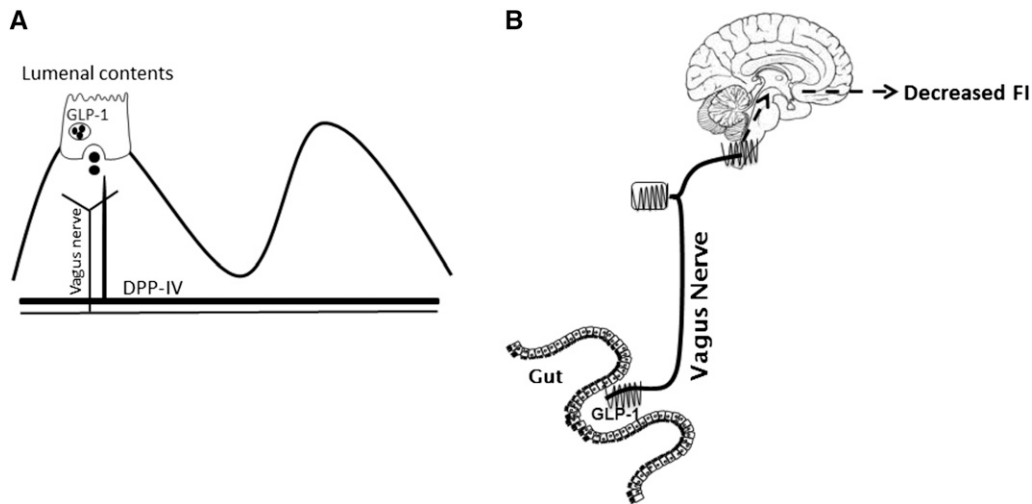 A
Lumenal contents
GLP-1
Vagus nerve
DPP-IV
B
Decreased FI
Vagus Nerve
Gut
GLP-1